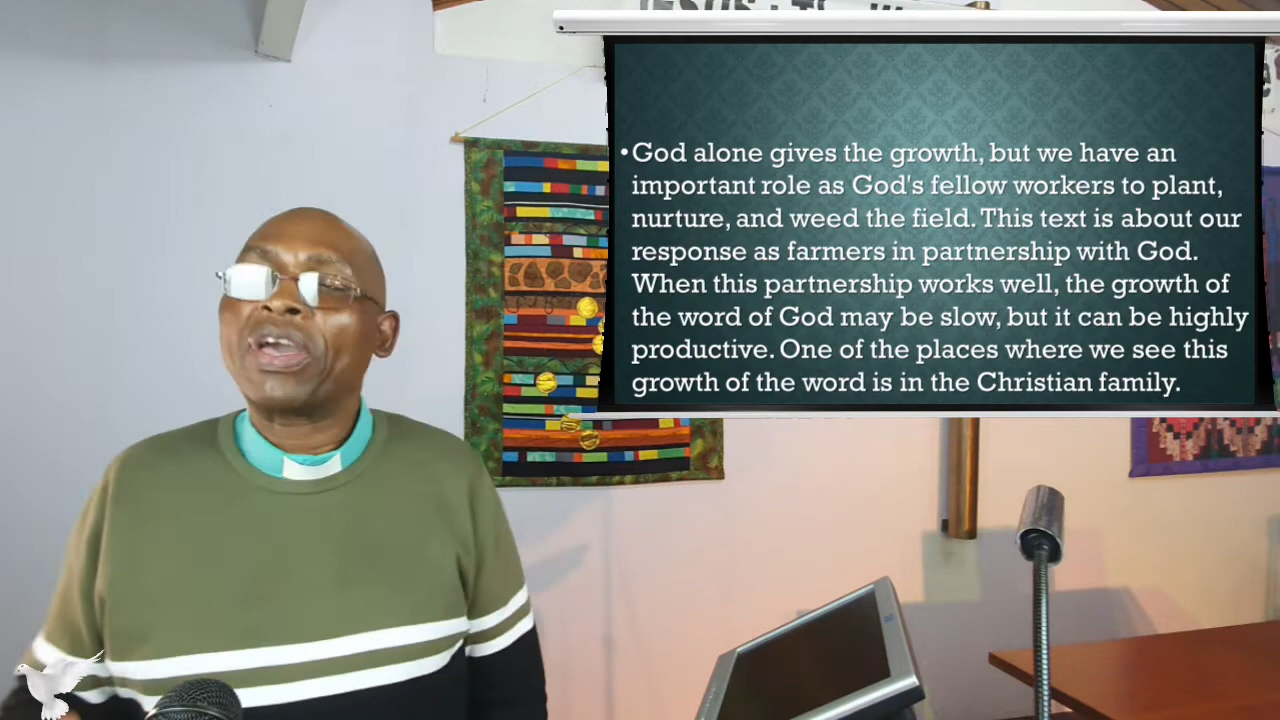 JESUS : The W
•God alone gives the growth, but we have an
important role as God's fellow workers to plant,
nurture, and weed the field. This text is about our
response as farmers in partnership with God.
When this partnership works well, the growth of
the word of God may be slow, but it can be highly
productive. One of the places where we see this
growth of the word is in the Christian family.